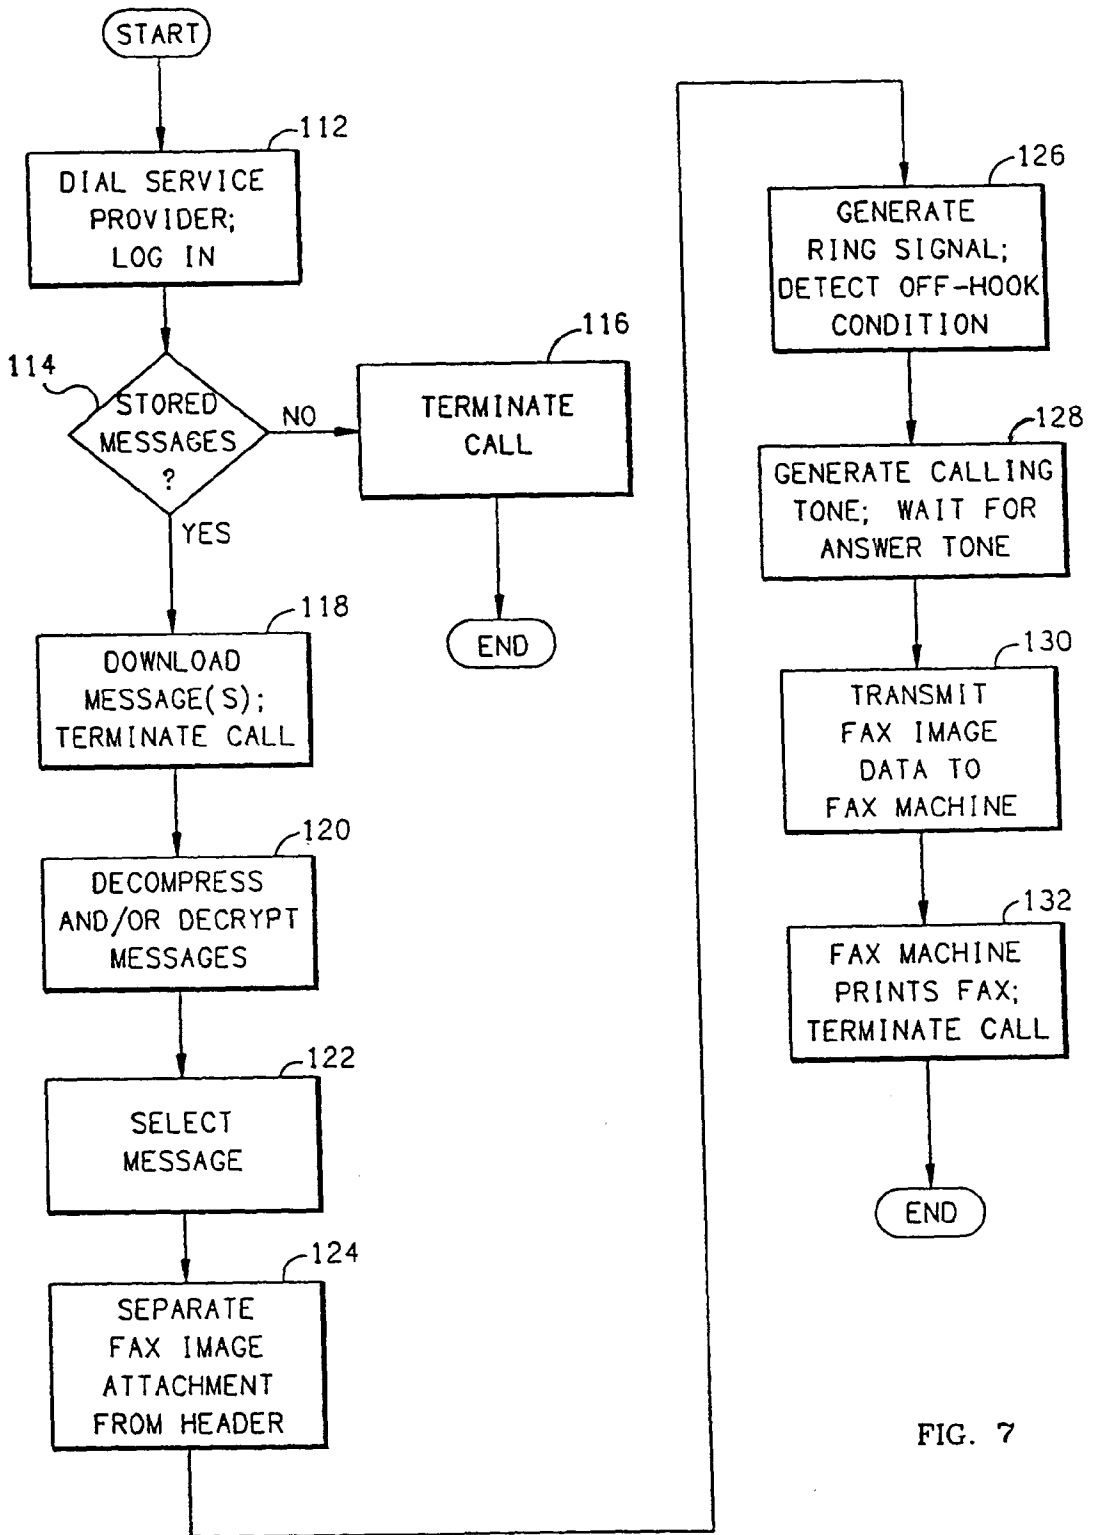 START
112
DIAL SERVICE
PROVIDER;
LOG IN
114
STORED
MESSAGES
?
NO
YES
116
TERMINATE
CALL
END
118
DOWNLOAD
MESSAGE(S);
TERMINATE CALL
120
DECOMPRESS
AND/OR DECRYPT
MESSAGES
122
SELECT
MESSAGE
124
SEPARATE
FAX IMAGE
ATTACHMENT
FROM HEADER
126
GENERATE
RING SIGNAL;
DETECT OFF-HOOK
CONDITION
128
GENERATE CALLING
TONE; WAIT FOR
ANSWER TONE
130
TRANSMIT
FAX IMAGE
DATA TO
FAX MACHINE
132
FAX MACHINE
PRINTS FAX;
TERMINATE CALL
END
FIG. 7